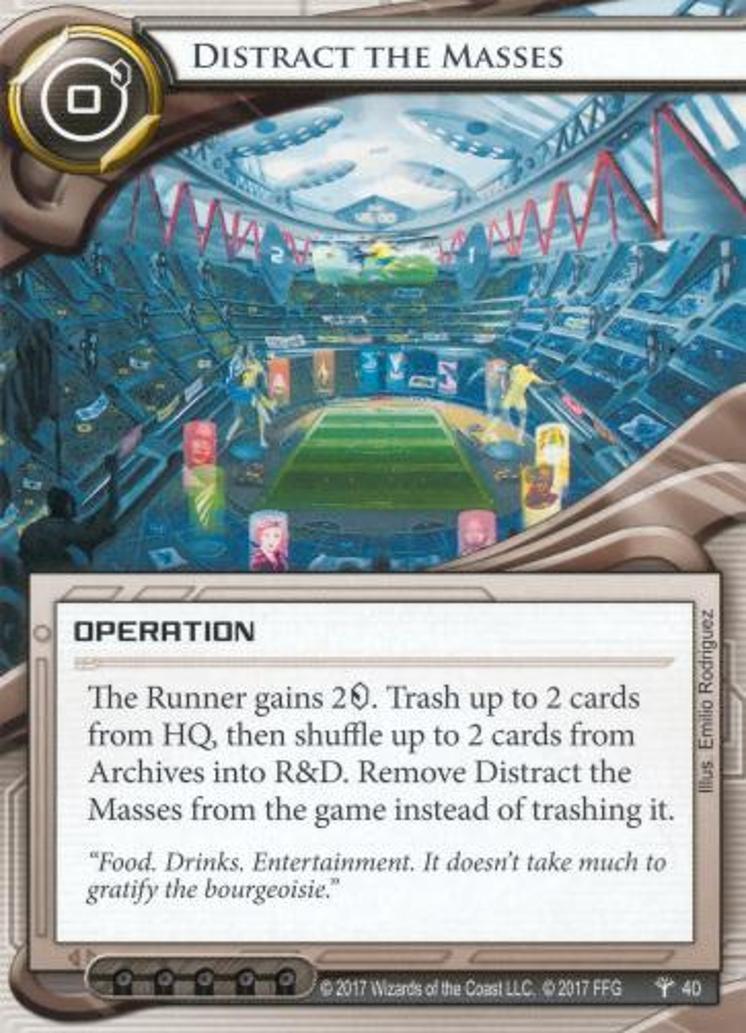 DISTRACT THE MASSES
0
2
1
OPERATION
The Runner gains 2. Trash up to 2 cards
from HQ, then shuffle up to 2 cards from
Archives into R&D. Remove Distract the
Masses from the game instead of trashing it.
"Food. Drinks. Entertainment. It doesn't take much to
gratify the bourgeoisie."
Illus. Emilio Rodriguez
© 2017 Wizards of the Coast LLC. © 2017 FFG
40